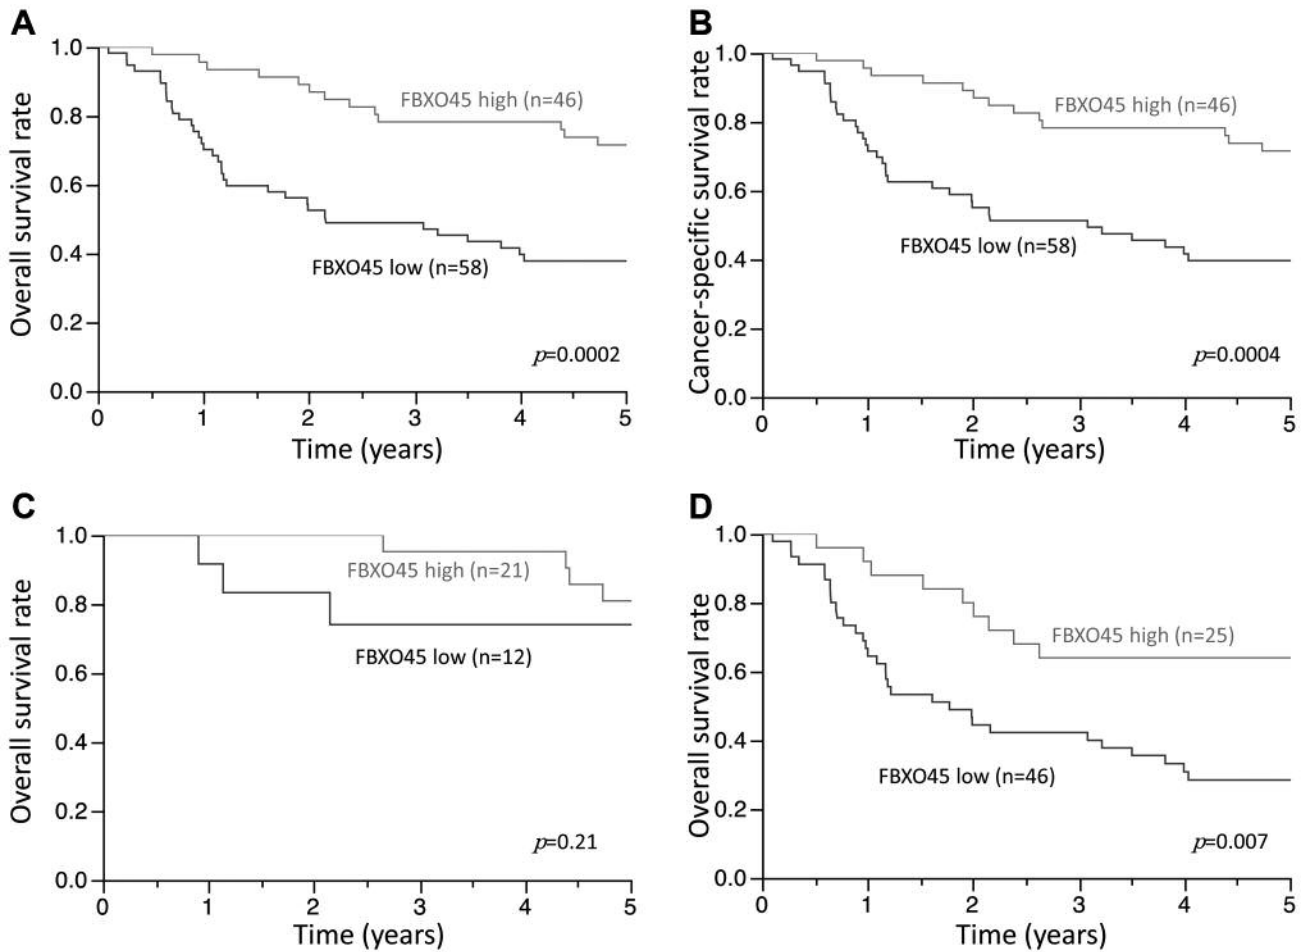 A
Overall survival rate
1.0
0.8
0.6
0.4
0.2
0.0
FBXO45 high (n=46)
FBXO45 low (n=58)
p=0.0002
0 1 2 3 4 5
Time (years)
B
Cancer-specific survival rate
1.0
0.8
0.6
0.4
0.2
0.0
FBXO45 high (n=46)
FBXO45 low (n=58)
p=0.0004
0 1 2 3 4 5
Time (years)
C
Overall survival rate
1.0
0.8
0.6
0.4
0.2
0.0
FBXO45 high (n=21)
FBXO45 low (n=12)
p=0.21
0 1 2 3 4 5
Time (years)
D
Overall survival rate
1.0
0.8
0.6
0.4
0.2
0.0
FBXO45 high (n=25)
FBXO45 low (n=46)
p=0.007
0 1 2 3 4 5
Time (years)